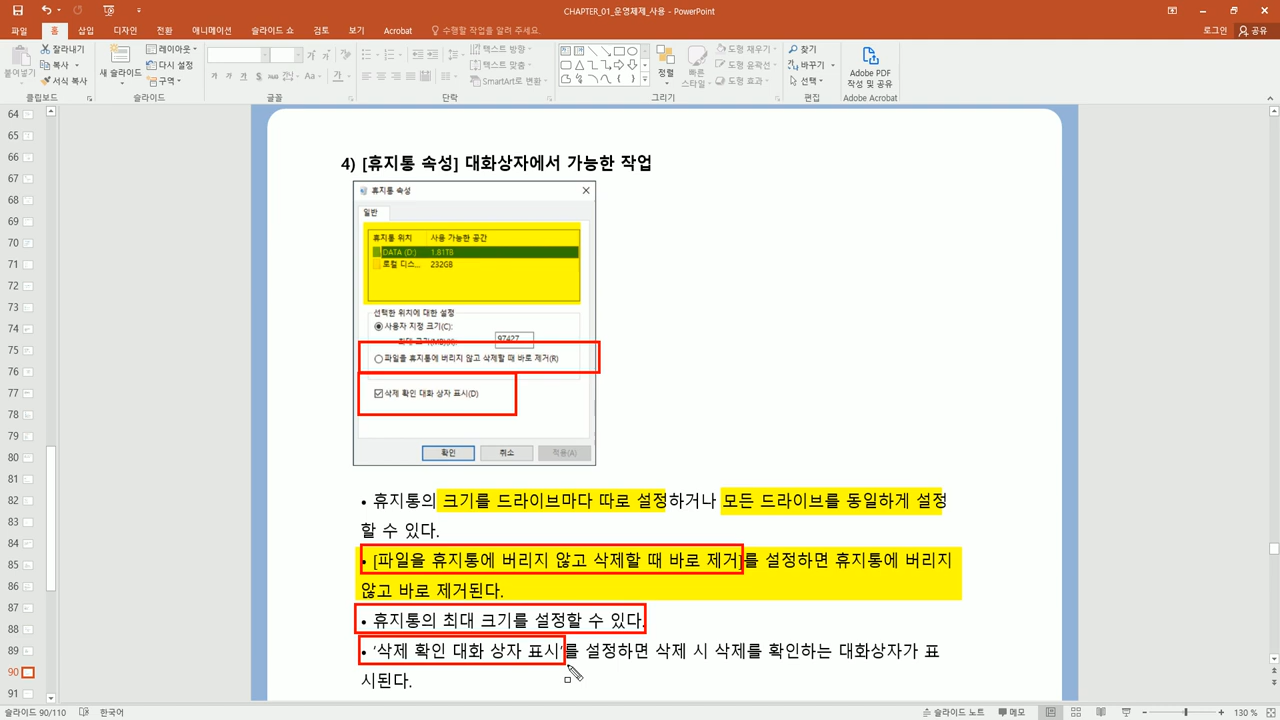 CHAPTER_01_운영체제_사용 - PowerPoint
파일 홈 삽입 디자인 전환 애니메이션 슬라이드 쇼 검토 보기 Acrobat 수행할 작업을 알려 주세요. 로그인 공유
붙여넣기 잘라내기 복사 서식 복사
새 슬라이드 레이아웃 다시 설정 구역
텍스트 방향 텍스트 맞춤 SmartArt로 변환
정렬 빠른 스타일 도형 채우기 도형 윤곽선 도형 효과
찾기 바꾸기 선택
Adobe PDF 작성 및 공유
클립보드 슬라이드 글꼴 단락 그리기 편집 Adobe Acrobat
64
65
66
67
68
69
70
71
72
73
74
75
76
77
78
79
80
81
82
83
84
85
86
87
88
89
90
91
4) [휴지통 속성] 대화상자에서 가능한 작업
휴지통 속성
일반
휴지통 위치 사용 가능한 공간
DATA (D:) 1.81TB
로컬 디스... 232GB
선택한 위치에 대한 설정
사용자 지정 크기(C):
최대 크기(MB)(X): 97427
파일을 휴지통에 버리지 않고 삭제할 때 바로 제거(R)
삭제 확인 대화 상자 표시(D)
확인 취소 적용(A)
• 휴지통의 크기를 드라이브마다 따로 설정하거나 모든 드라이브를 동일하게 설정
할 수 있다.
• [파일을 휴지통에 버리지 않고 삭제할 때 바로 제거]를 설정하면 휴지통에 버리지
않고 바로 제거된다.
• 휴지통의 최대 크기를 설정할 수 있다.
• ‘삭제 확인 대화 상자 표시’를 설정하면 삭제 시 삭제를 확인하는 대화상자가 표
시된다.
슬라이드 90/110 한국어 슬라이드 노트 메모 130 %